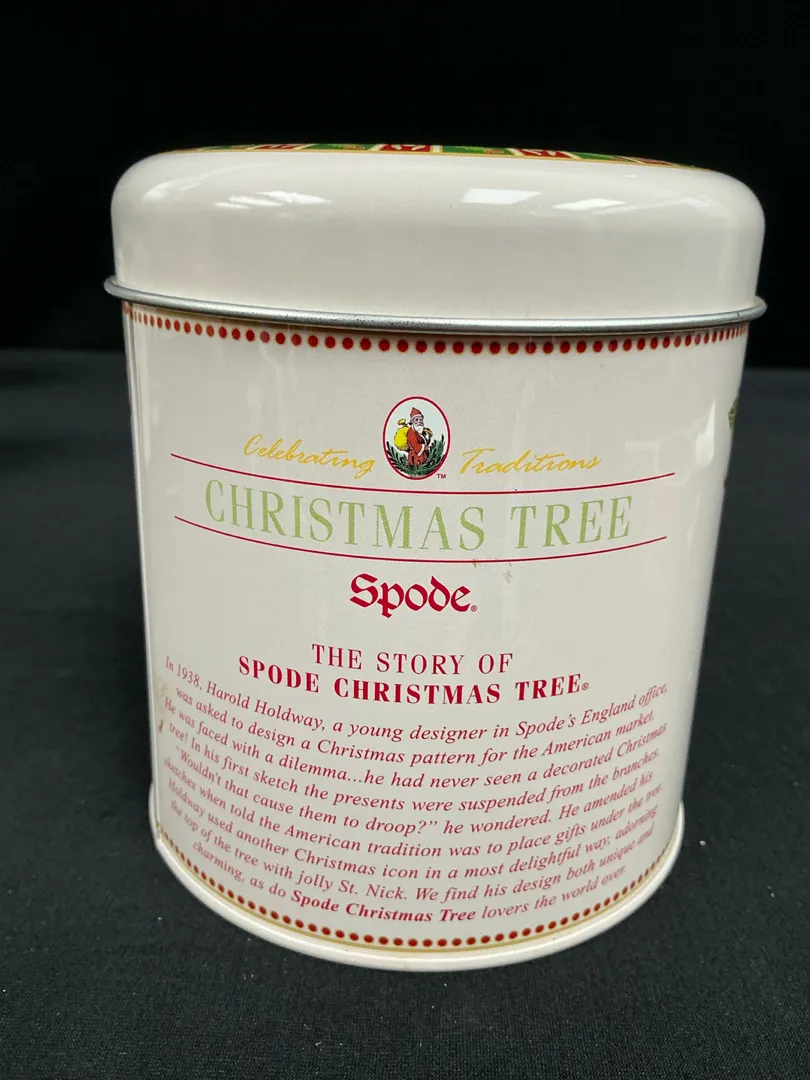 Celebrating Traditions
TM
CHRISTMAS TREE
Spode®
THE STORY OF
SPODE CHRISTMAS TREE®
In 1938, Harold Holdway, a young designer in Spode's England office,
was asked to design a Christmas pattern for the American market.
He was faced with a dilemma...he had never seen a decorated Christmas
tree! In his first sketch the presents were suspended from the branches.
"Wouldn't that cause them to droop?" he wondered. He amended his
sketches when told the American tradition was to place gifts under the tree.
Holdway used another Christmas icon in a most delightful way, adorning
the top of the tree with jolly St. Nick. We find his design both unique and
charming, as do Spode Christmas Tree lovers the world over.